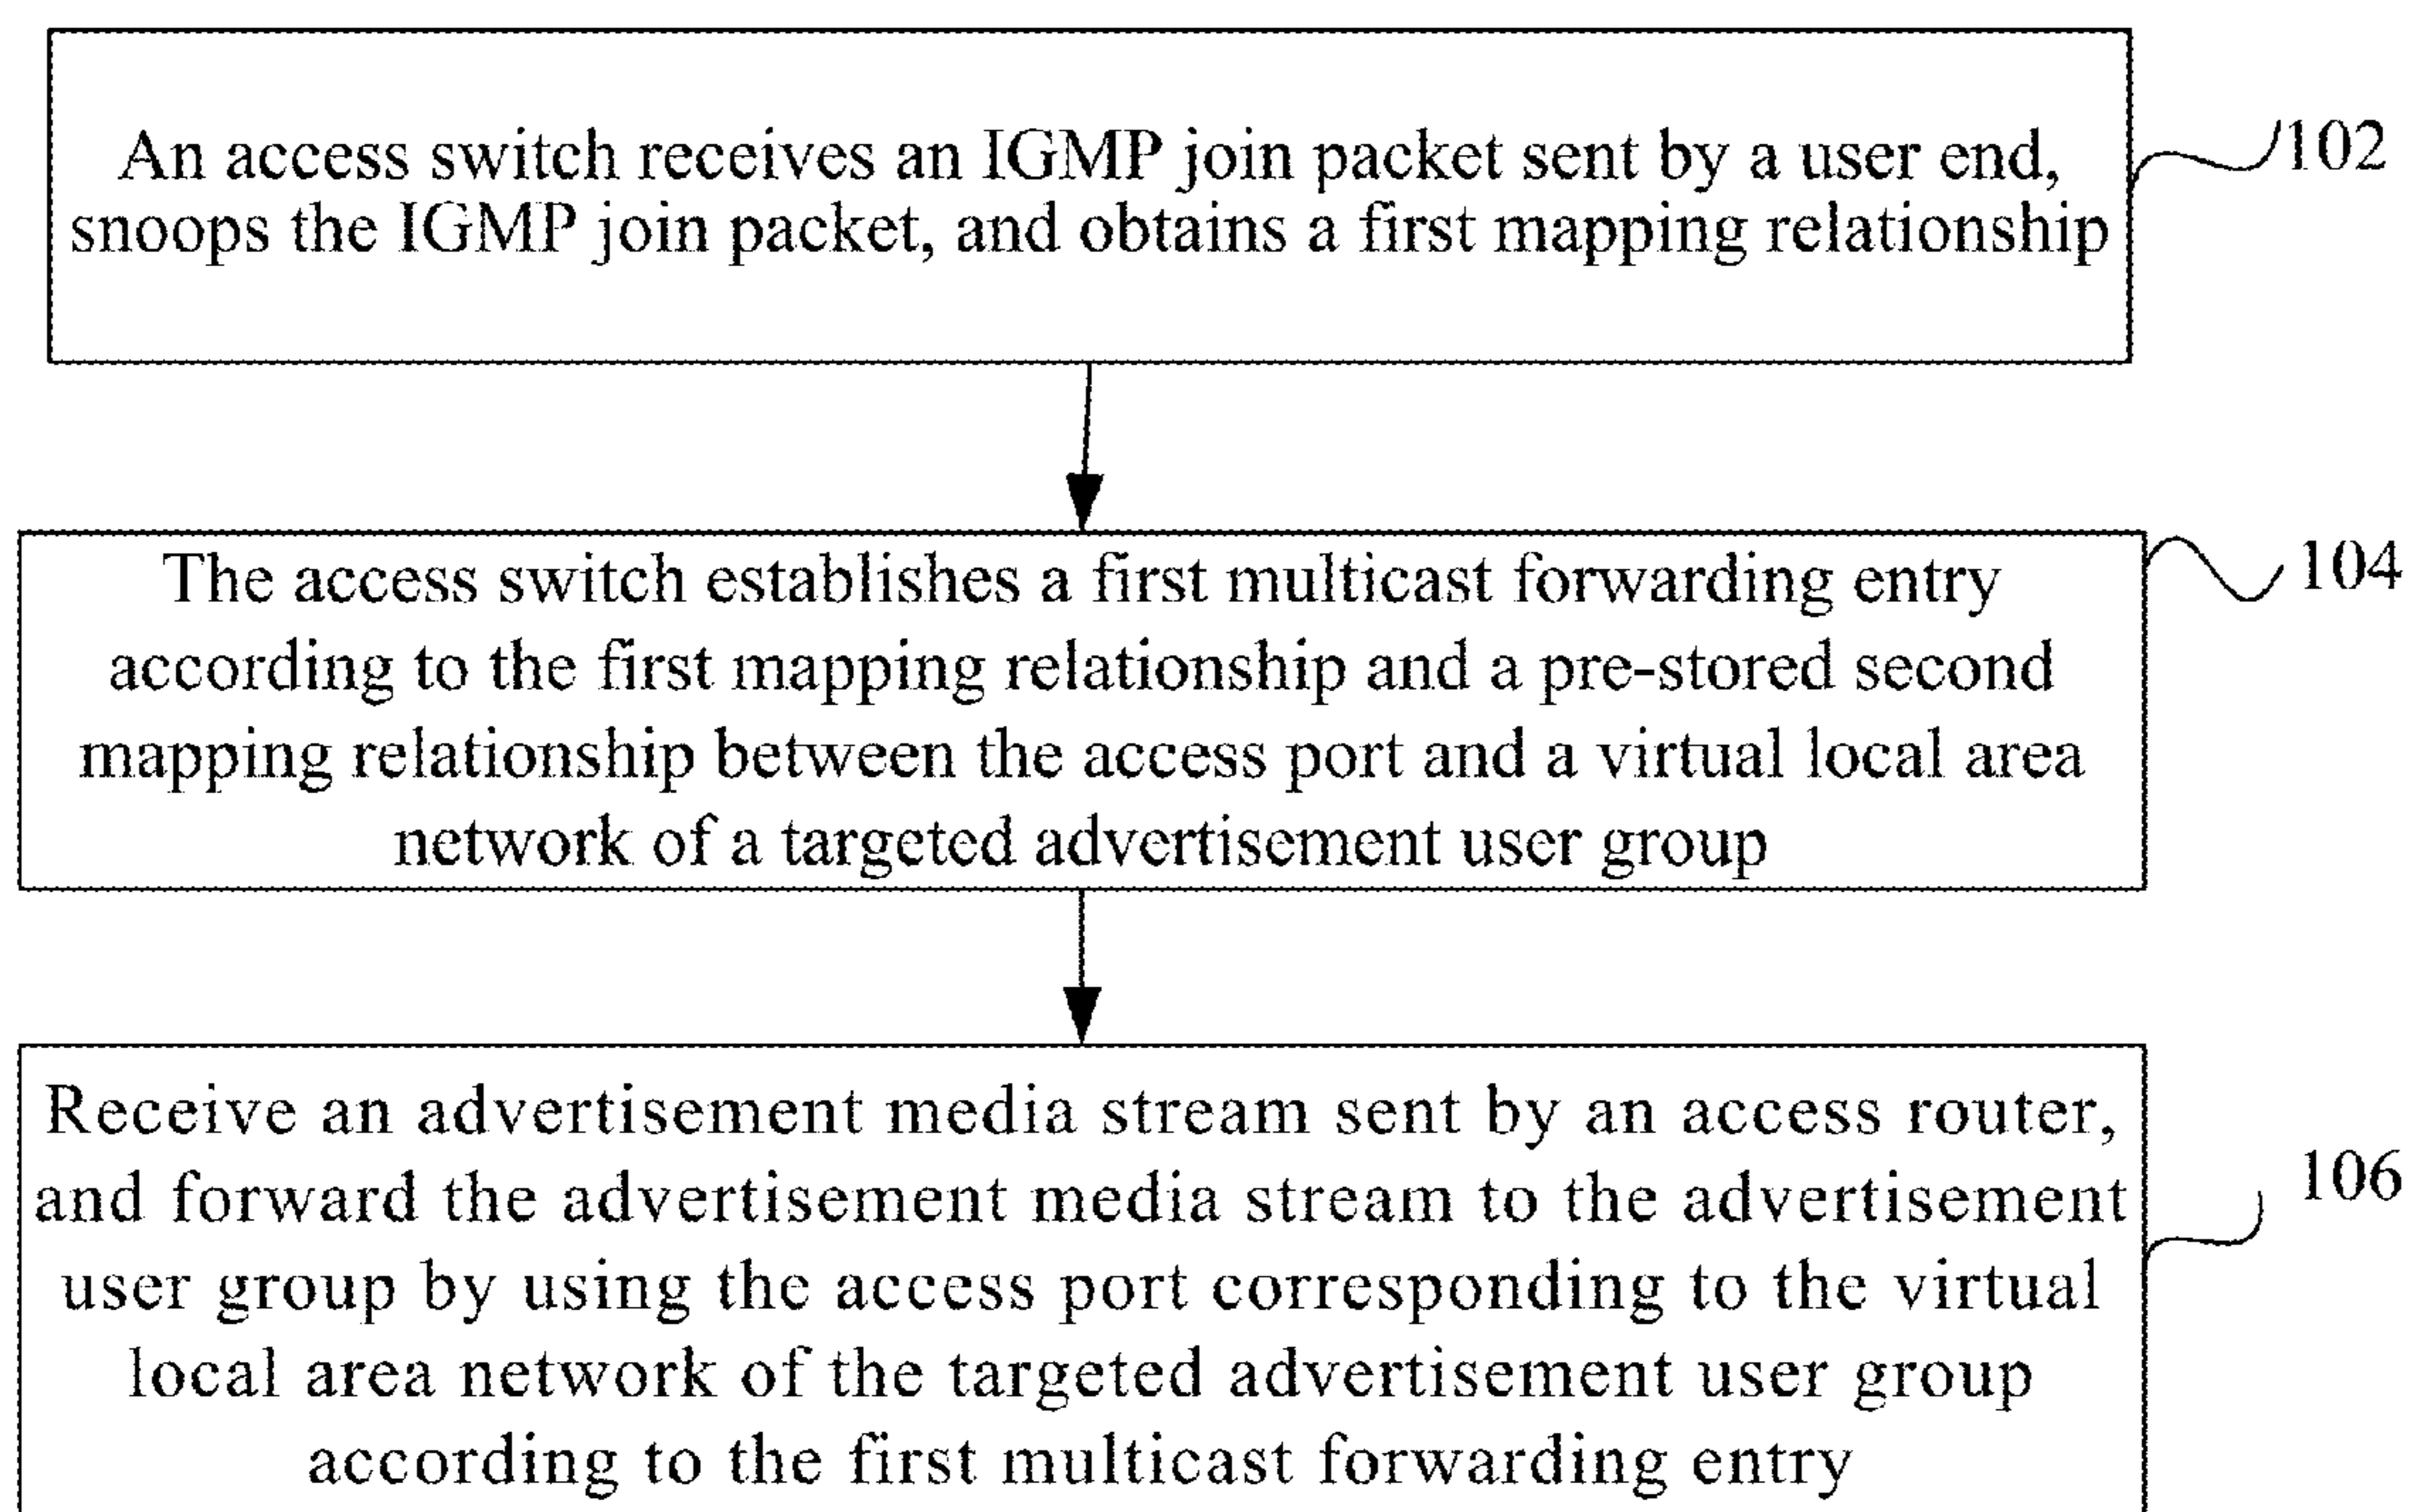 An access switch receives an IGMP join packet sent by a user end,
snoops the IGMP join packet, and obtains a first mapping relationship
102
The access switch establishes a first multicast forwarding entry
according to the first mapping relationship and a pre-stored second
mapping relationship between the access port and a virtual local area
network of a targeted advertisement user group
104
Receive an advertisement media stream sent by an access router,
and forward the advertisement media stream to the advertisement
user group by using the access port corresponding to the virtual
local area network of the targeted advertisement user group
according to the first multicast forwarding entry
106